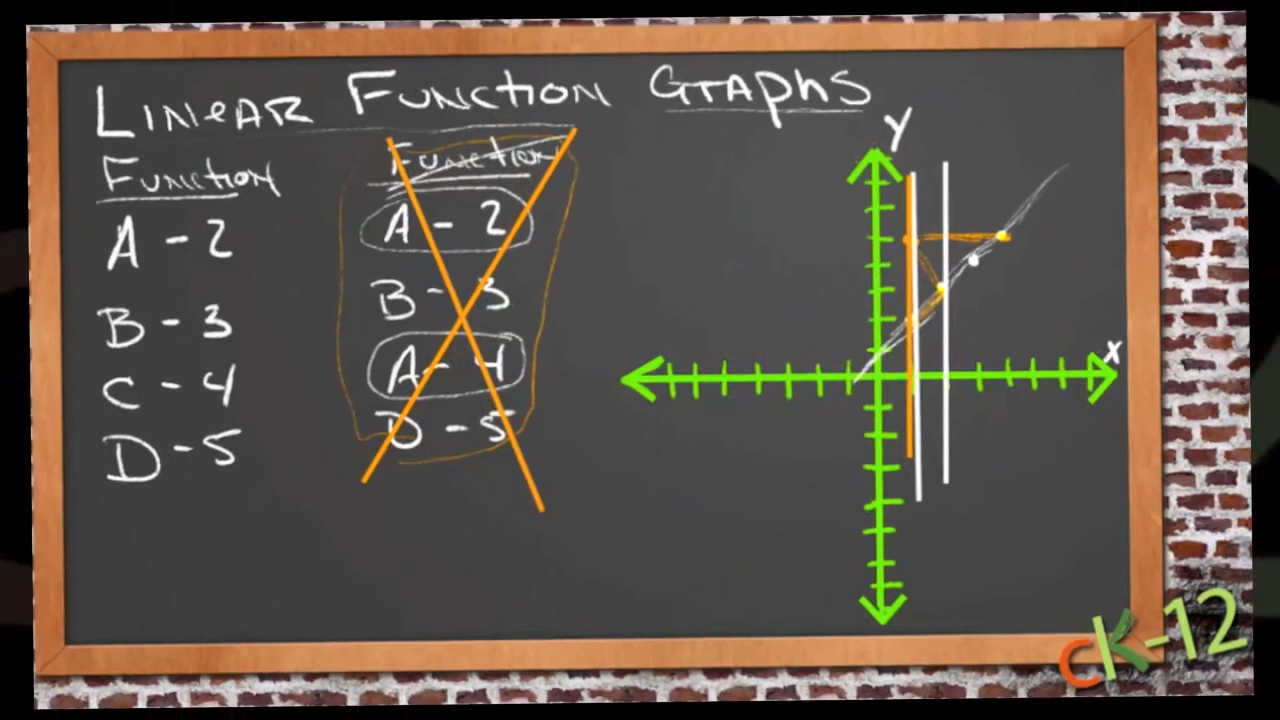 LINEAR FUNCTION GRAPHS
Function
A - 2
B - 3
C - 4
D - 5
Function
A - 2
B - 3
A - 4
D - 5
Y
X
CK-12